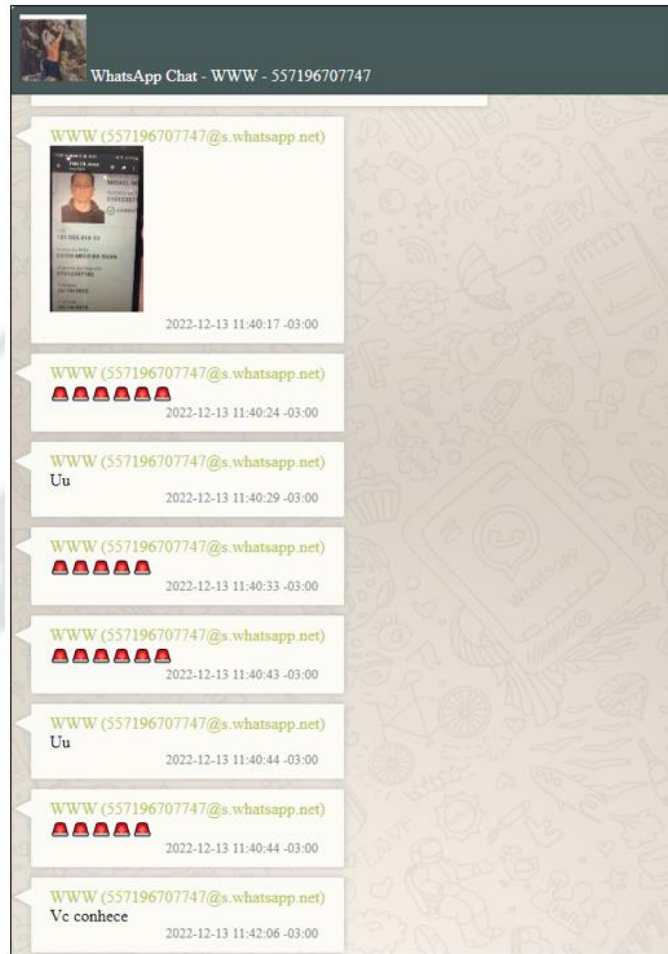 WhatsApp Chat - WWW - 557196707747
WWW (557196707747@s.whatsapp.net)
2022-12-13 11:40:17 -03:00
WWW (557196707747@s.whatsapp.net)
🚨🚨🚨🚨🚨🚨
2022-12-13 11:40:24 -03:00
WWW (557196707747@s.whatsapp.net)
Uu
2022-12-13 11:40:29 -03:00
WWW (557196707747@s.whatsapp.net)
🚨🚨🚨🚨🚨
2022-12-13 11:40:33 -03:00
WWW (557196707747@s.whatsapp.net)
🚨🚨🚨🚨🚨🚨
2022-12-13 11:40:43 -03:00
WWW (557196707747@s.whatsapp.net)
Uu
2022-12-13 11:40:44 -03:00
WWW (557196707747@s.whatsapp.net)
🚨🚨🚨🚨🚨
2022-12-13 11:40:44 -03:00
WWW (557196707747@s.whatsapp.net)
Vc conhece
2022-12-13 11:42:06 -03:00